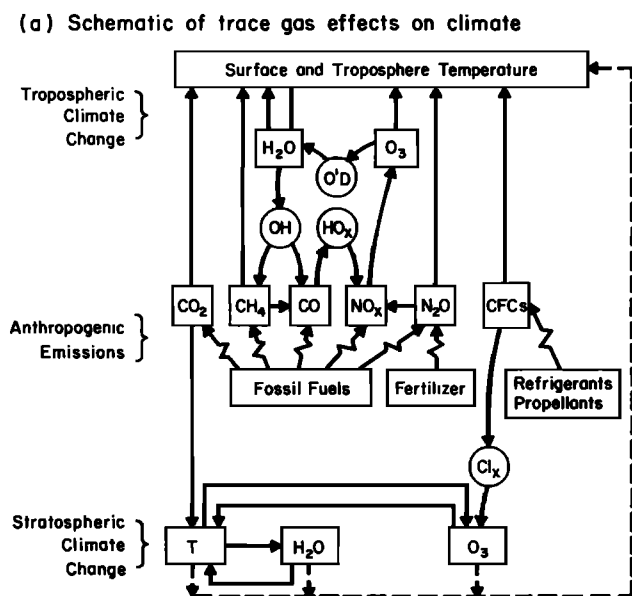 (a) Schematic of trace gas effects on climate
Surface and Troposphere Temperature
Tropospheric
Climate
Change
H₂O
O₃
O'D
OH
HOₓ
CO₂
CH₄
CO
NOₓ
N₂O
CFCs
Anthropogenic
Emissions
Fossil Fuels
Fertilizer
Refrigerants
Propellants
Clₓ
Stratospheric
Climate
Change
T
H₂O
O₃